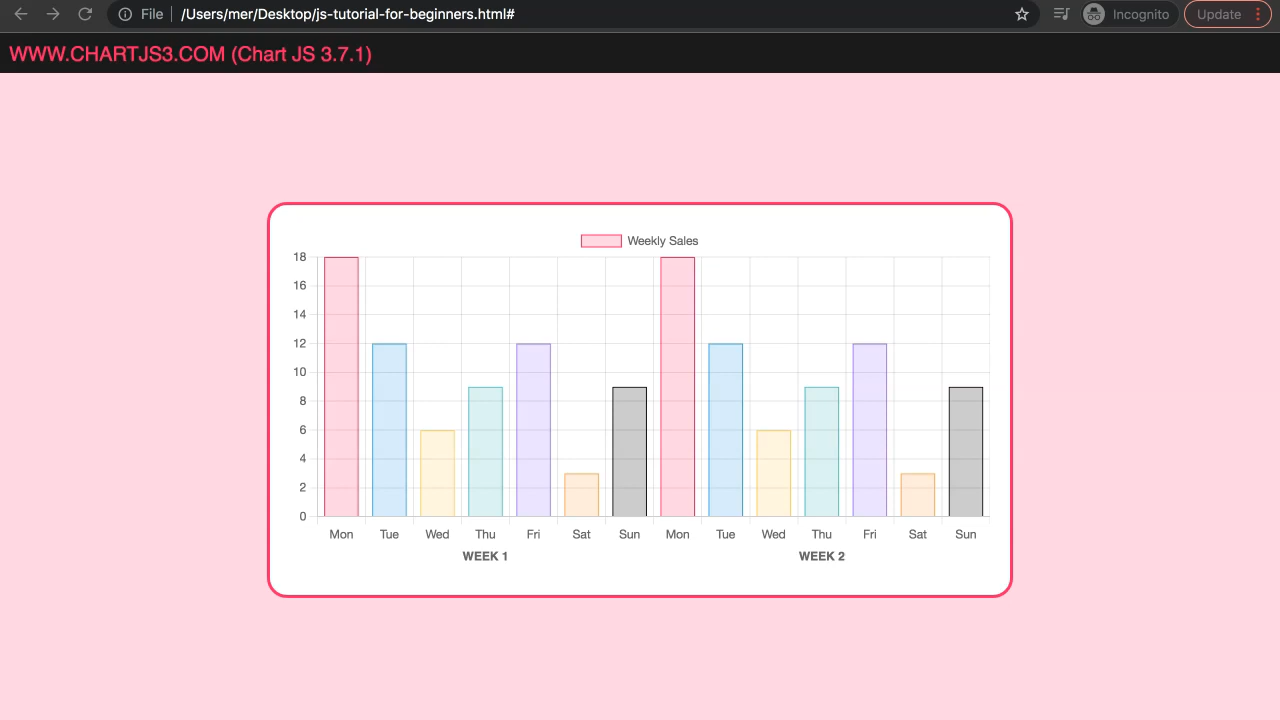 File /Users/mer/Desktop/js-tutorial-for-beginners.html# Incognito Update
WWW.CHARTJS3.COM (Chart JS 3.7.1)
Weekly Sales
18
16
14
12
10
8
6
4
2
0
Mon Tue Wed Thu Fri Sat Sun Mon Tue Wed Thu Fri Sat Sun
WEEK 1 WEEK 2